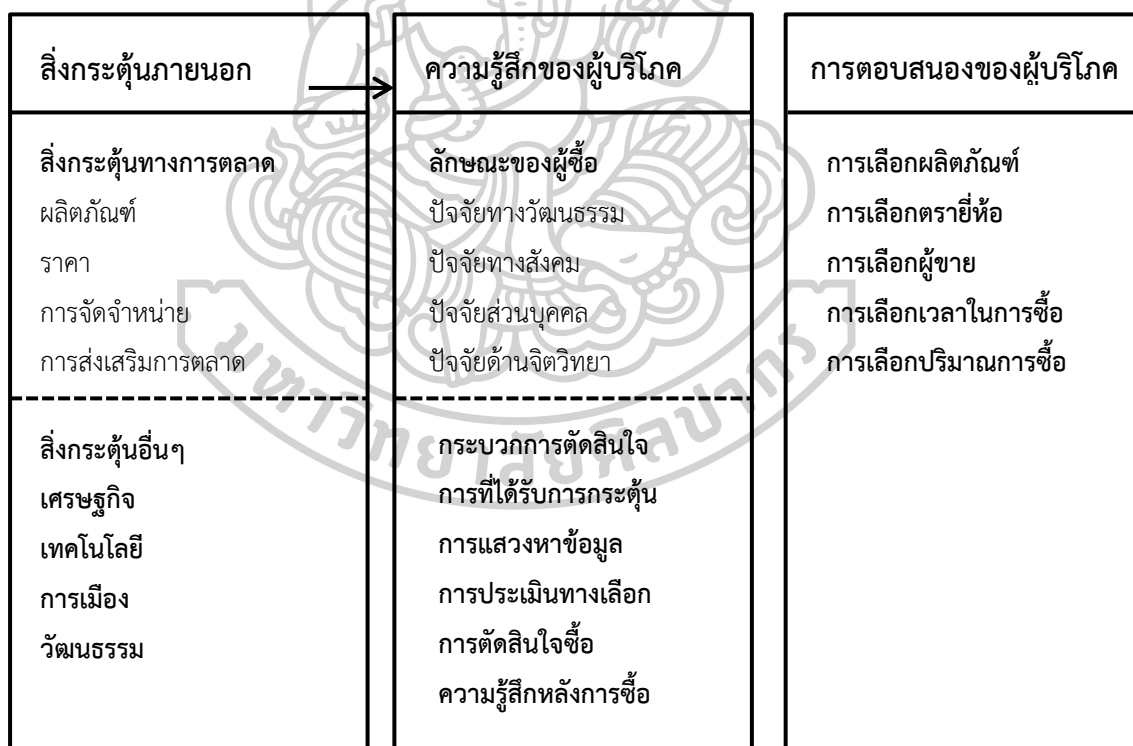 สิ่งกระตุ้นภายนอก
สิ่งกระตุ้นทางการตลาด
ผลิตภัณฑ์
ราคา
การจัดจำหน่าย
การส่งเสริมการตลาด
สิ่งกระตุ้นอื่นๆ
เศรษฐกิจ
เทคโนโลยี
การเมือง
วัฒนธรรม
ความรู้สึกของผู้บริโภค
ลักษณะของผู้ซื้อ
ปัจจัยทางวัฒนธรรม
ปัจจัยทางสังคม
ปัจจัยส่วนบุคคล
ปัจจัยด้านจิตวิทยา
กระบวกการตัดสินใจ
การที่ได้รับการกระตุ้น
การแสวงหาข้อมูล
การประเมินทางเลือก
การตัดสินใจซื้อ
ความรู้สึกหลังการซื้อ
การตอบสนองของผู้บริโภค
การเลือกผลิตภัณฑ์
การเลือกตรายี่ห้อ
การเลือกผู้ขาย
การเลือกเวลาในการซื้อ
การเลือกปริมาณการซื้อ
มหาวิทยาลัยศิลปากร